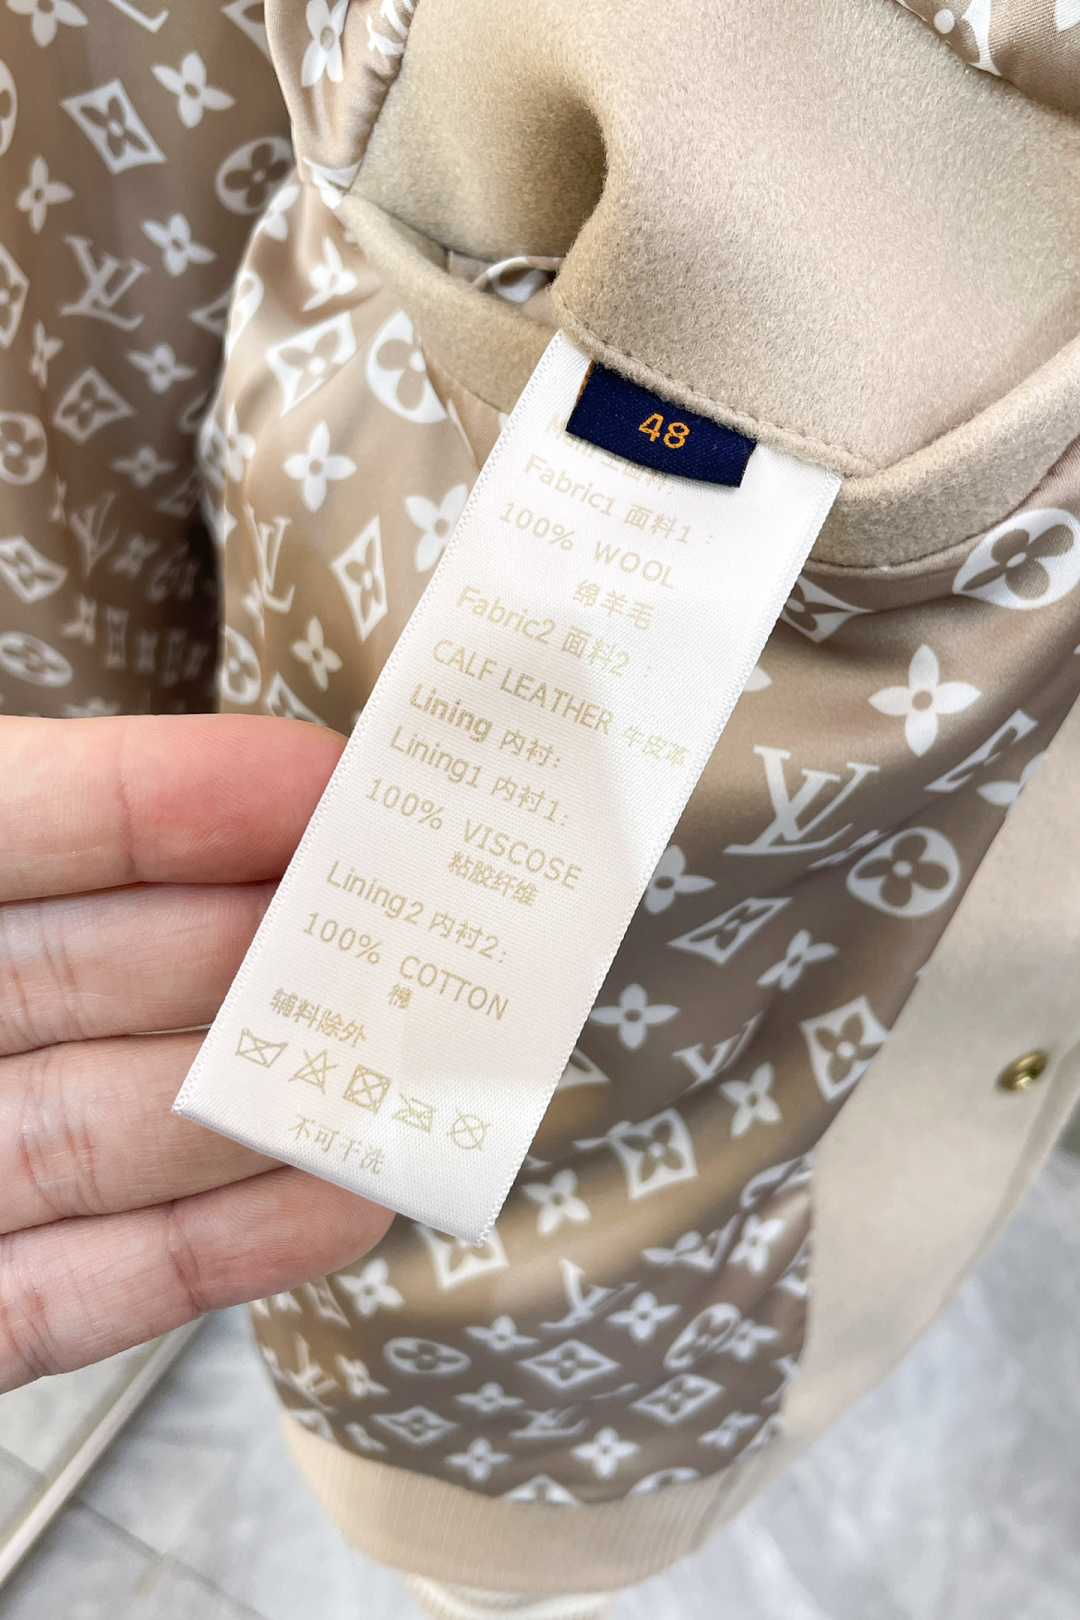 48
Fabric1 面料1 :
100% WOOL
绵羊毛
Fabric2 面料2 :
CALF LEATHER 牛皮革
Lining 内衬:
Lining1 内衬1:
100% VISCOSE
粘胶纤维
Lining2 内衬2:
100% COTTON
棉
辅料除外
不可干洗
LV